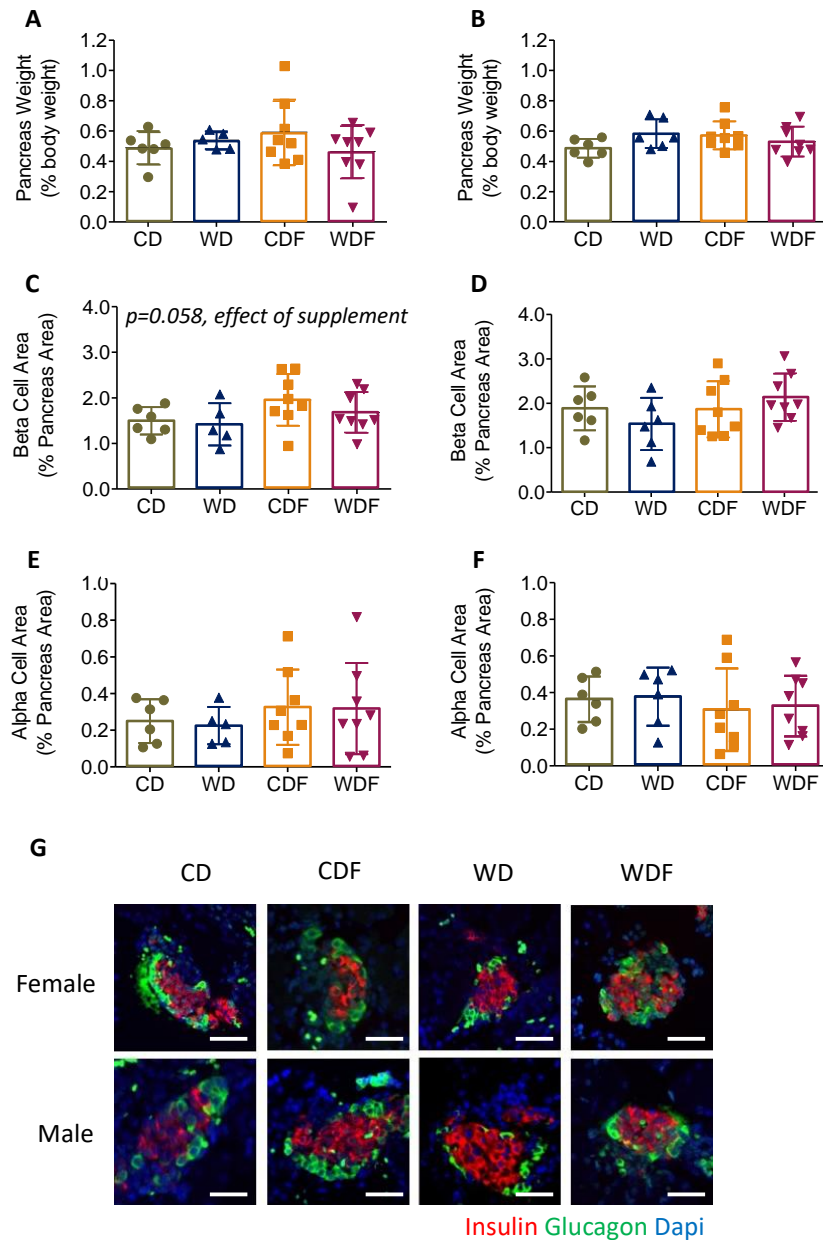 A
Pancreas Weight
(% body weight)
1.2
1.0
0.8
0.6
0.4
0.2
0.0
CD WD CDF WDF
B
Pancreas Weight
(% body weight)
1.2
1.0
0.8
0.6
0.4
0.2
0.0
CD WD CDF WDF
C
p=0.058, effect of supplement
Beta Cell Area
(% Pancreas Area)
4.0
3.0
2.0
1.0
0.0
CD WD CDF WDF
D
Beta Cell Area
(% Pancreas Area)
4.0
3.0
2.0
1.0
0.0
CD WD CDF WDF
E
Alpha Cell Area
(% Pancreas Area)
1.0
0.8
0.6
0.4
0.2
0.0
CD WD CDF WDF
F
Alpha Cell Area
(% Pancreas Area)
1.0
0.8
0.6
0.4
0.2
0.0
CD WD CDF WDF
G
CD CDF WD WDF
Female
Male
Insulin Glucagon Dapi